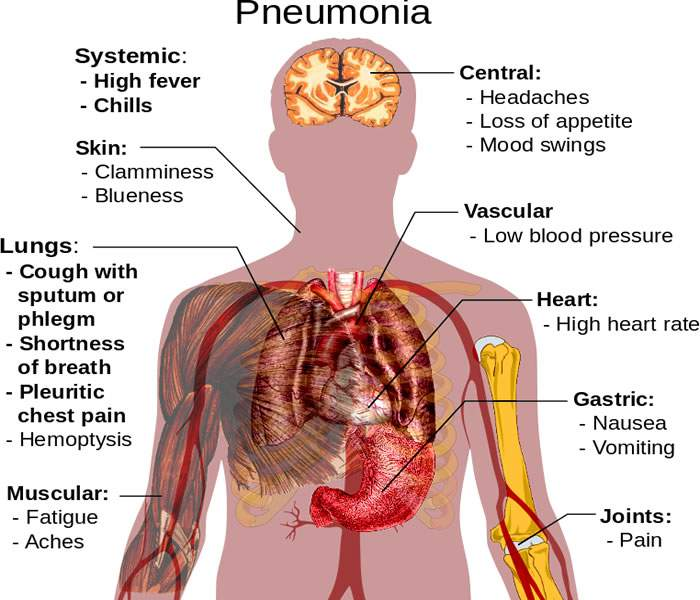 Pneumonia
Systemic:
- High fever
- Chills
Skin:
- Clamminess
- Blueness
Lungs:
- Cough with
sputum or
phlegm
- Shortness
of breath
- Pleuritic
chest pain
- Hemoptysis
Muscular:
- Fatigue
- Aches
Central:
- Headaches
- Loss of appetite
- Mood swings
Vascular
- Low blood pressure
Heart:
- High heart rate
Gastric:
- Nausea
- Vomiting
Joints:
- Pain